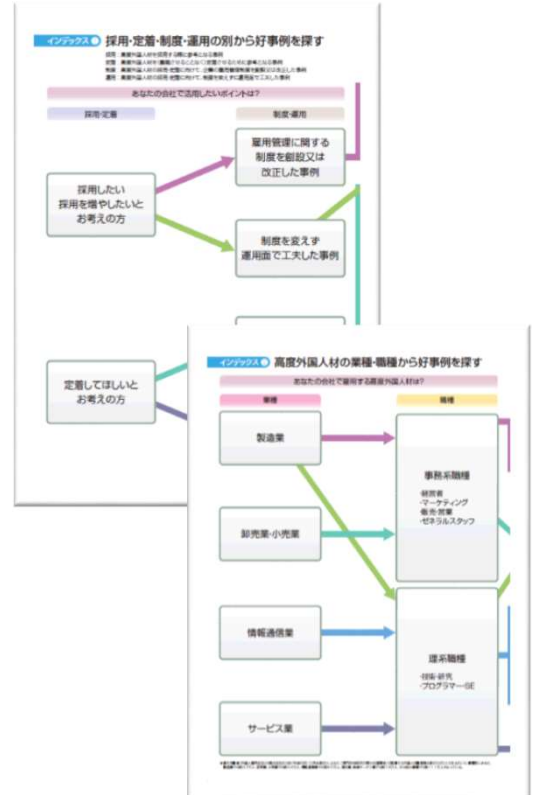 インデックス
採用・定着・制度・運用の別から好事例を探す
あなたの会社で活用したいポイントは?
採用・定着
制度・運用
雇用管理に関する
制度を創設又は
改正した事例
採用したい
採用を増やしたいと
お考えの方
制度を変えず
運用面で工夫した事例
定着してほしいと
お考えの方
インデックス
高度外国人材の業種・職種から好事例を探す
あなたの会社で雇用する高度外国人材は?
業種
職種
製造業
事務系職種
・経営者
・マーケティング
・販売・営業
・ゼネラルスタッフ
卸売業・小売業
情報通信業
理系職種
・技術・研究
・プログラマー・SE
サービス業